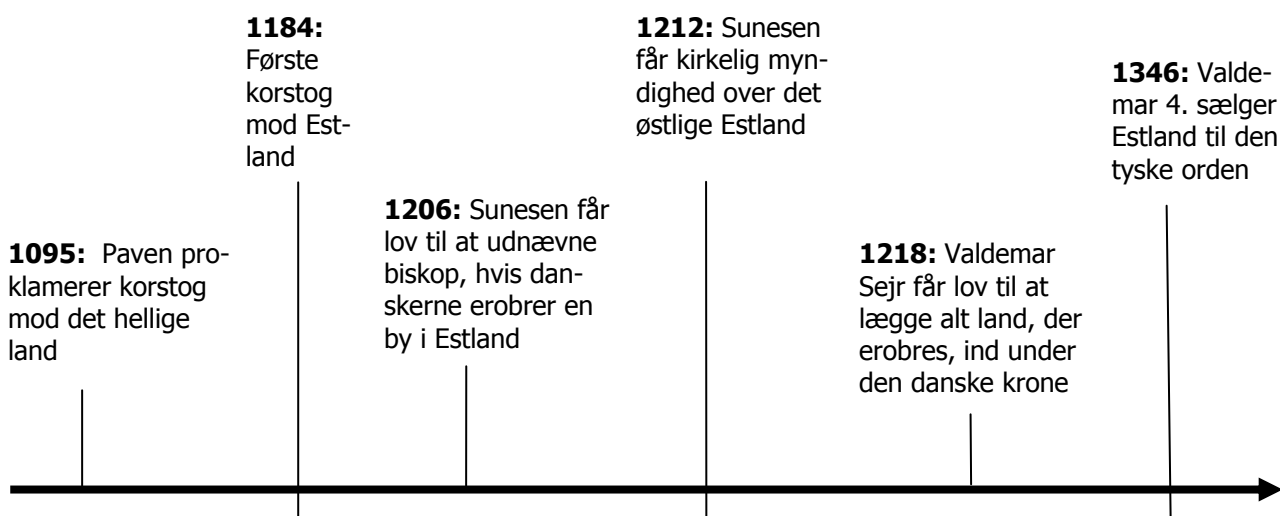 1095:  Paven pro-
klamerer korstog
mod det hellige
land
1184:
Første
korstog
mod Est-
land
1206: Sunesen får
lov til at udnævne
biskop, hvis dan-
skerne erobrer en
by i Estland
1212: Sunesen
får kirkelig myn-
dighed over det
østlige Estland
1218: Valdemar
Sejr får lov til at
lægge alt land, der
erobres, ind under
den danske krone
1346: Valde-
mar 4. sælger
Estland til den
tyske orden